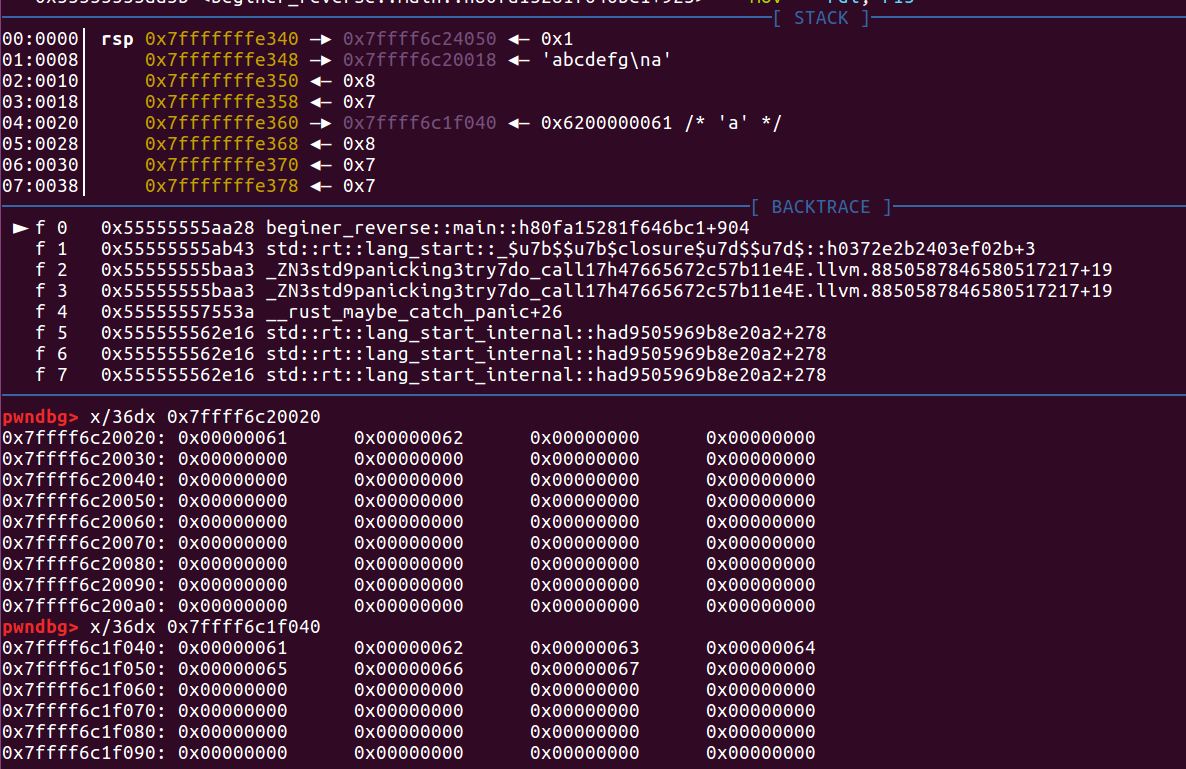 [ STACK ]
00:0000│ rsp 0x7fffffffe340 —▸ 0x7ffff6c24050 ◂— 0x1
01:0008│ 0x7fffffffe348 —▸ 0x7ffff6c20018 ◂— 'abcdefg\na'
02:0010│ 0x7fffffffe350 ◂— 0x8
03:0018│ 0x7fffffffe358 ◂— 0x7
04:0020│ 0x7fffffffe360 —▸ 0x7ffff6c1f040 ◂— 0x6200000061 /* 'a' */
05:0028│ 0x7fffffffe368 ◂— 0x8
06:0030│ 0x7fffffffe370 ◂— 0x7
07:0038│ 0x7fffffffe378 ◂— 0x7
[ BACKTRACE ]
► f 0 0x55555555aa28 beginer_reverse::main::h80fa15281f646bc1+904
f 1 0x55555555ab43 std::rt::lang_start::_$u7b$$u7b$closure$u7d$$u7d$::h0372e2b2403ef02b+3
f 2 0x55555555baa3 _ZN3std9panicking3try7do_call17h47665672c57b11e4E.llvm.8850587846580517217+19
f 3 0x55555555baa3 _ZN3std9panicking3try7do_call17h47665672c57b11e4E.llvm.8850587846580517217+19
f 4 0x55555557553a __rust_maybe_catch_panic+26
f 5 0x555555562e16 std::rt::lang_start_internal::had9505969b8e20a2+278
f 6 0x555555562e16 std::rt::lang_start_internal::had9505969b8e20a2+278
f 7 0x555555562e16 std::rt::lang_start_internal::had9505969b8e20a2+278
pwndbg> x/36dx 0x7ffff6c20020
0x7ffff6c20020: 0x00000061 0x00000062 0x00000000 0x00000000
0x7ffff6c20030: 0x00000000 0x00000000 0x00000000 0x00000000
0x7ffff6c20040: 0x00000000 0x00000000 0x00000000 0x00000000
0x7ffff6c20050: 0x00000000 0x00000000 0x00000000 0x00000000
0x7ffff6c20060: 0x00000000 0x00000000 0x00000000 0x00000000
0x7ffff6c20070: 0x00000000 0x00000000 0x00000000 0x00000000
0x7ffff6c20080: 0x00000000 0x00000000 0x00000000 0x00000000
0x7ffff6c20090: 0x00000000 0x00000000 0x00000000 0x00000000
0x7ffff6c200a0: 0x00000000 0x00000000 0x00000000 0x00000000
pwndbg> x/36dx 0x7ffff6c1f040
0x7ffff6c1f040: 0x00000061 0x00000062 0x00000063 0x00000064
0x7ffff6c1f050: 0x00000065 0x00000066 0x00000067 0x00000000
0x7ffff6c1f060: 0x00000000 0x00000000 0x00000000 0x00000000
0x7ffff6c1f070: 0x00000000 0x00000000 0x00000000 0x00000000
0x7ffff6c1f080: 0x00000000 0x00000000 0x00000000 0x00000000
0x7ffff6c1f090: 0x00000000 0x00000000 0x00000000 0x00000000